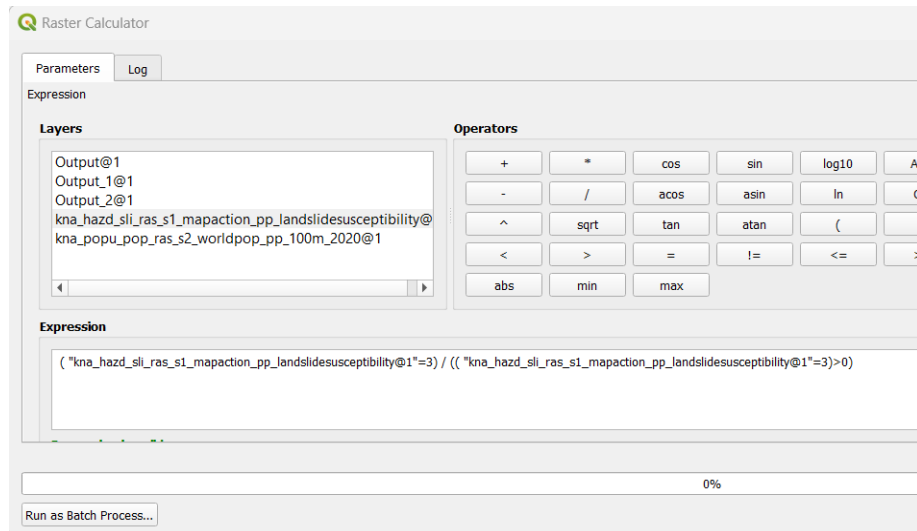 Raster Calculator
Parameters
Log
Expression
Layers
Operators
Output@1
Output_1@1
Output_2@1
kna_hazd_sli_ras_s1_mapaction_pp_landslidesusceptibility@
kna_popu_pop_ras_s2_worldpop_pp_100m_2020@1
+ * cos sin log10
- / acos asin ln
^ sqrt tan atan (
< > = != <=
abs min max
Expression
( "kna_hazd_sli_ras_s1_mapaction_pp_landslidesusceptibility@1"=3) / (( "kna_hazd_sli_ras_s1_mapaction_pp_landslidesusceptibility@1"=3)>0)
0%
Run as Batch Process...